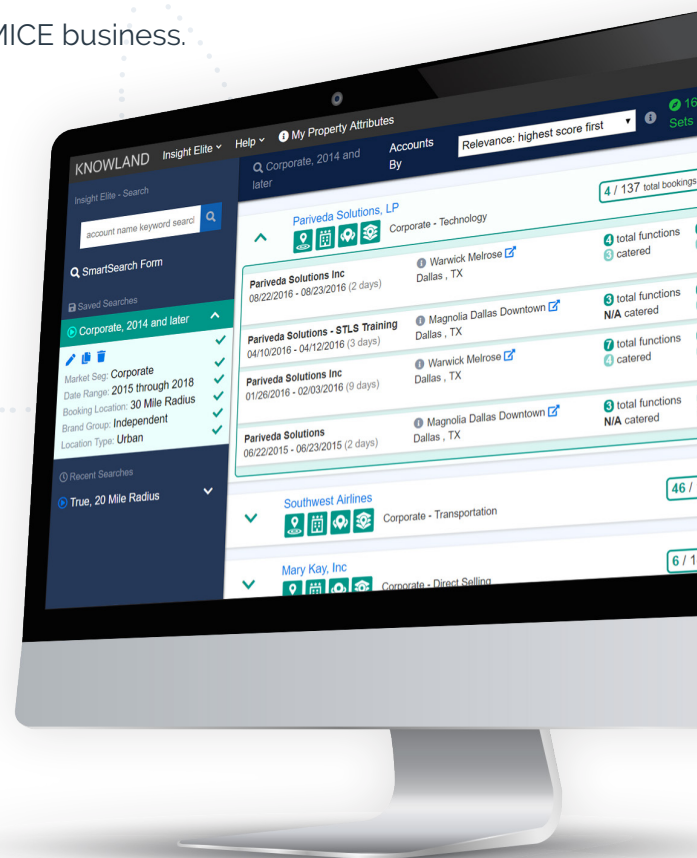 MICE business.
KNOWLAND Insight Elite Help My Property Attributes
Insight Elite - Search
account name keyword searcl
SmartSearch Form
Saved Searches
Corporate, 2014 and later
Market Seg: Corporate
Date Range: 2015 through 2018
Booking Location: 30 Mile Radius
Brand Group: Independent
Location Type: Urban
Recent Searches
True, 20 Mile Radius
Corporate, 2014 and
later
Accounts
By
Relevance: highest score first
16
Sets
Pariveda Solutions, LP
Corporate - Technology
4 / 137 total bookings
Pariveda Solutions Inc
08/22/2016 - 08/23/2016 (2 days)
Warwick Melrose
Dallas , TX
4 total functions
3 catered
Pariveda Solutions - STLS Training
04/10/2016 - 04/12/2016 (3 days)
Magnolia Dallas Downtown
Dallas , TX
3 total functions
N/A catered
Pariveda Solutions Inc
01/26/2016 - 02/03/2016 (9 days)
Warwick Melrose
Dallas , TX
7 total functions
4 catered
Pariveda Solutions
06/22/2015 - 06/23/2015 (2 days)
Magnolia Dallas Downtown
Dallas , TX
3 total functions
N/A catered
Southwest Airlines
Corporate - Transportation
46 /
Mary Kay, Inc
Corporate - Direct Selling
6 / 1